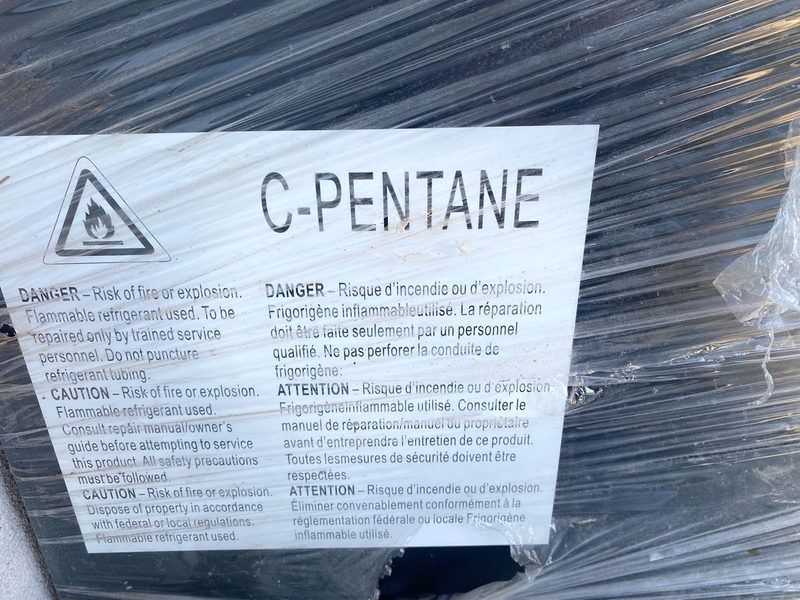 C-PENTANE
DANGER – Risk of fire or explosion.
Flammable refrigerant used. To be
repaired only by trained service
personnel. Do not puncture
refrigerant tubing.
CAUTION – Risk of fire or explosion.
Flammable refrigerant used.
Consult repair manual/owner's
guide before attempting to service
this product. All safety precautions
must be followed.
CAUTION – Risk of fire or explosion.
Dispose of property in accordance
with federal or local regulations.
Flammable refrigerant used.
DANGER – Risque d'incendie ou d'explosion.
Frigorigène inflammableutilisé. La réparation
doit être faite seulement par un personnel
qualifié. Ne pas perforer la conduite de
frigorigène:
ATTENTION – Risque d'incendie ou d'explosion
Frigorigèneinflammable utilisé. Consulter le
manuel de réparation/manuel du propriétaire
avant d'entreprendre l'entretien de ce produit.
Toutes lesmesures de sécurité doivent être
respectées.
ATTENTION – Risque d'incendie ou d'explosion.
Éliminer convenablement conformément à la
réglementation fédérale ou locale Frigorigène
inflammable utilisé.